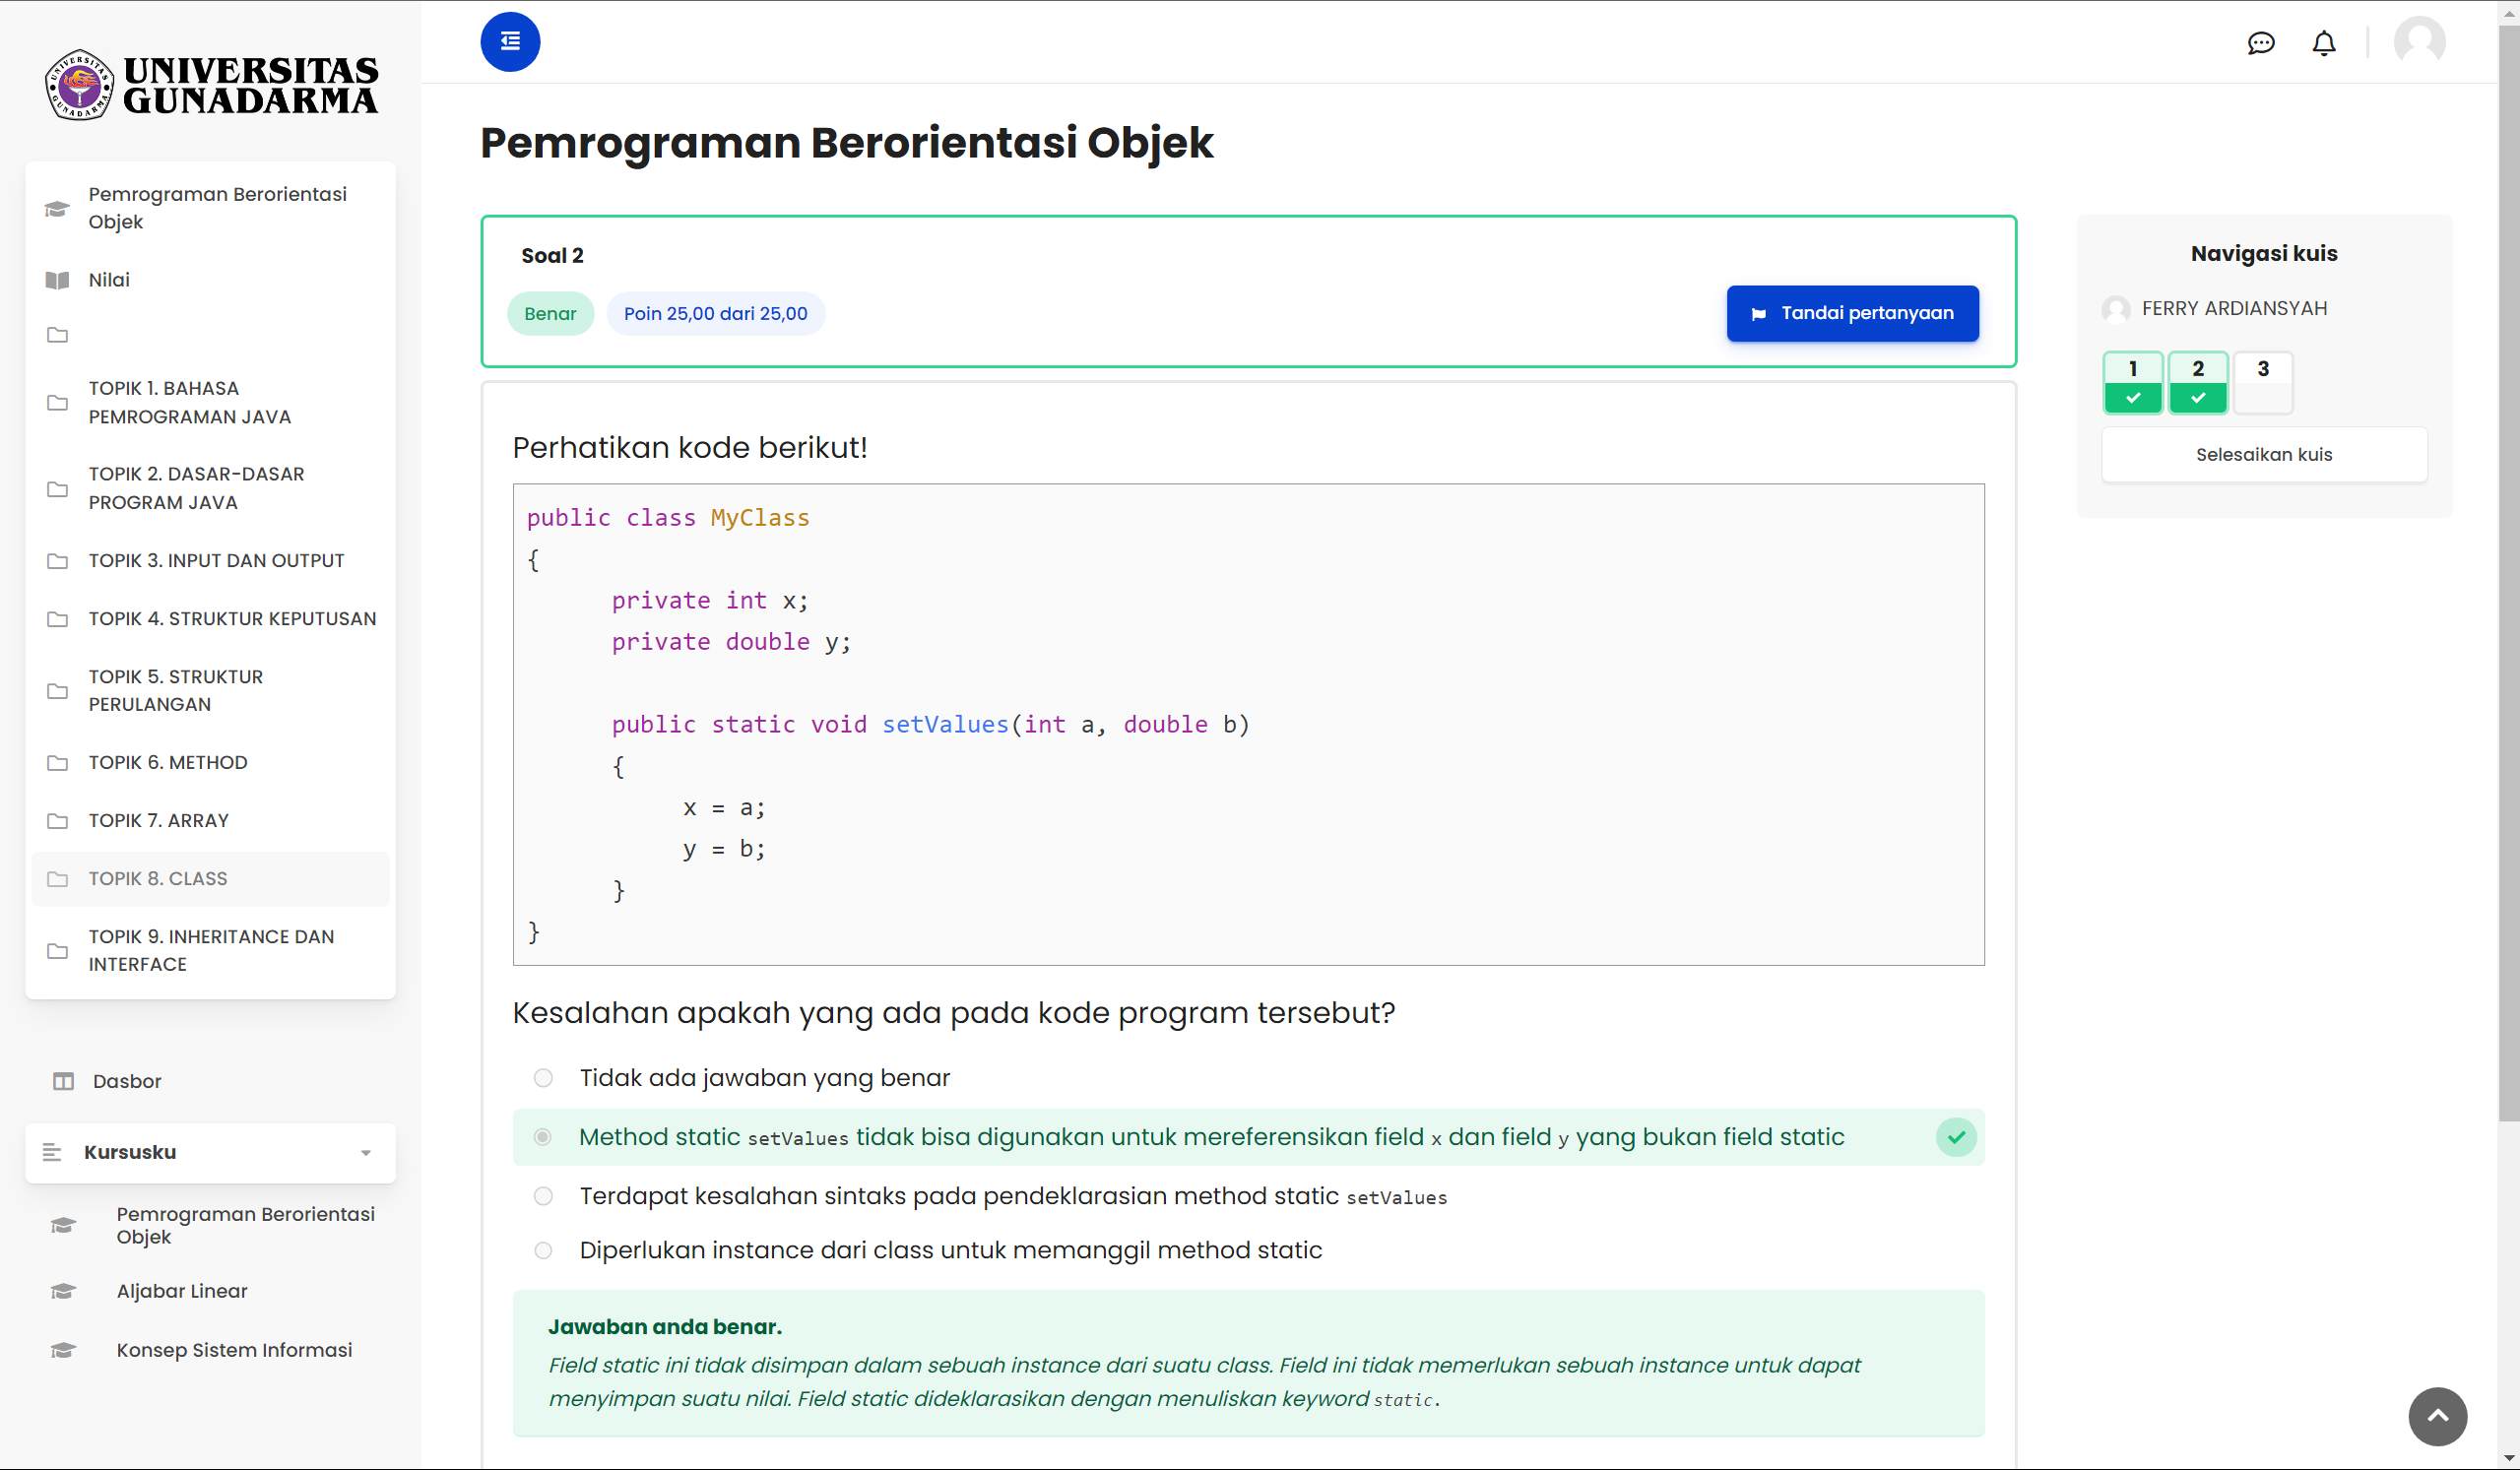 UNIVERSITAS
GUNADARMA
Pemrograman Berorientasi
Objek
Nilai
TOPIK 1. BAHASA
PEMROGRAMAN JAVA
TOPIK 2. DASAR-DASAR
PROGRAM JAVA
TOPIK 3. INPUT DAN OUTPUT
TOPIK 4. STRUKTUR KEPUTUSAN
TOPIK 5. STRUKTUR
PERULANGAN
TOPIK 6. METHOD
TOPIK 7. ARRAY
TOPIK 8. CLASS
TOPIK 9. INHERITANCE DAN
INTERFACE
Dasbor
Kursusku
Pemrograman Berorientasi
Objek
Aljabar Linear
Konsep Sistem Informasi
Pemrograman Berorientasi Objek
Soal 2
Benar
Poin 25,00 dari 25,00
Tandai pertanyaan
Perhatikan kode berikut!
public class MyClass
{
private int x;
private double y;
public static void setValues(int a, double b)
{
x = a;
y = b;
}
}
Kesalahan apakah yang ada pada kode program tersebut?
Tidak ada jawaban yang benar
Method static setValues tidak bisa digunakan untuk mereferensikan field x dan field y yang bukan field static
Terdapat kesalahan sintaks pada pendeklarasian method static setValues
Diperlukan instance dari class untuk memanggil method static
Jawaban anda benar.
Field static ini tidak disimpan dalam sebuah instance dari suatu class. Field ini tidak memerlukan sebuah instance untuk dapat
menyimpan suatu nilai. Field static dideklarasikan dengan menuliskan keyword static.
Navigasi kuis
FERRY ARDIANSYAH
1 2 3
Selesaikan kuis